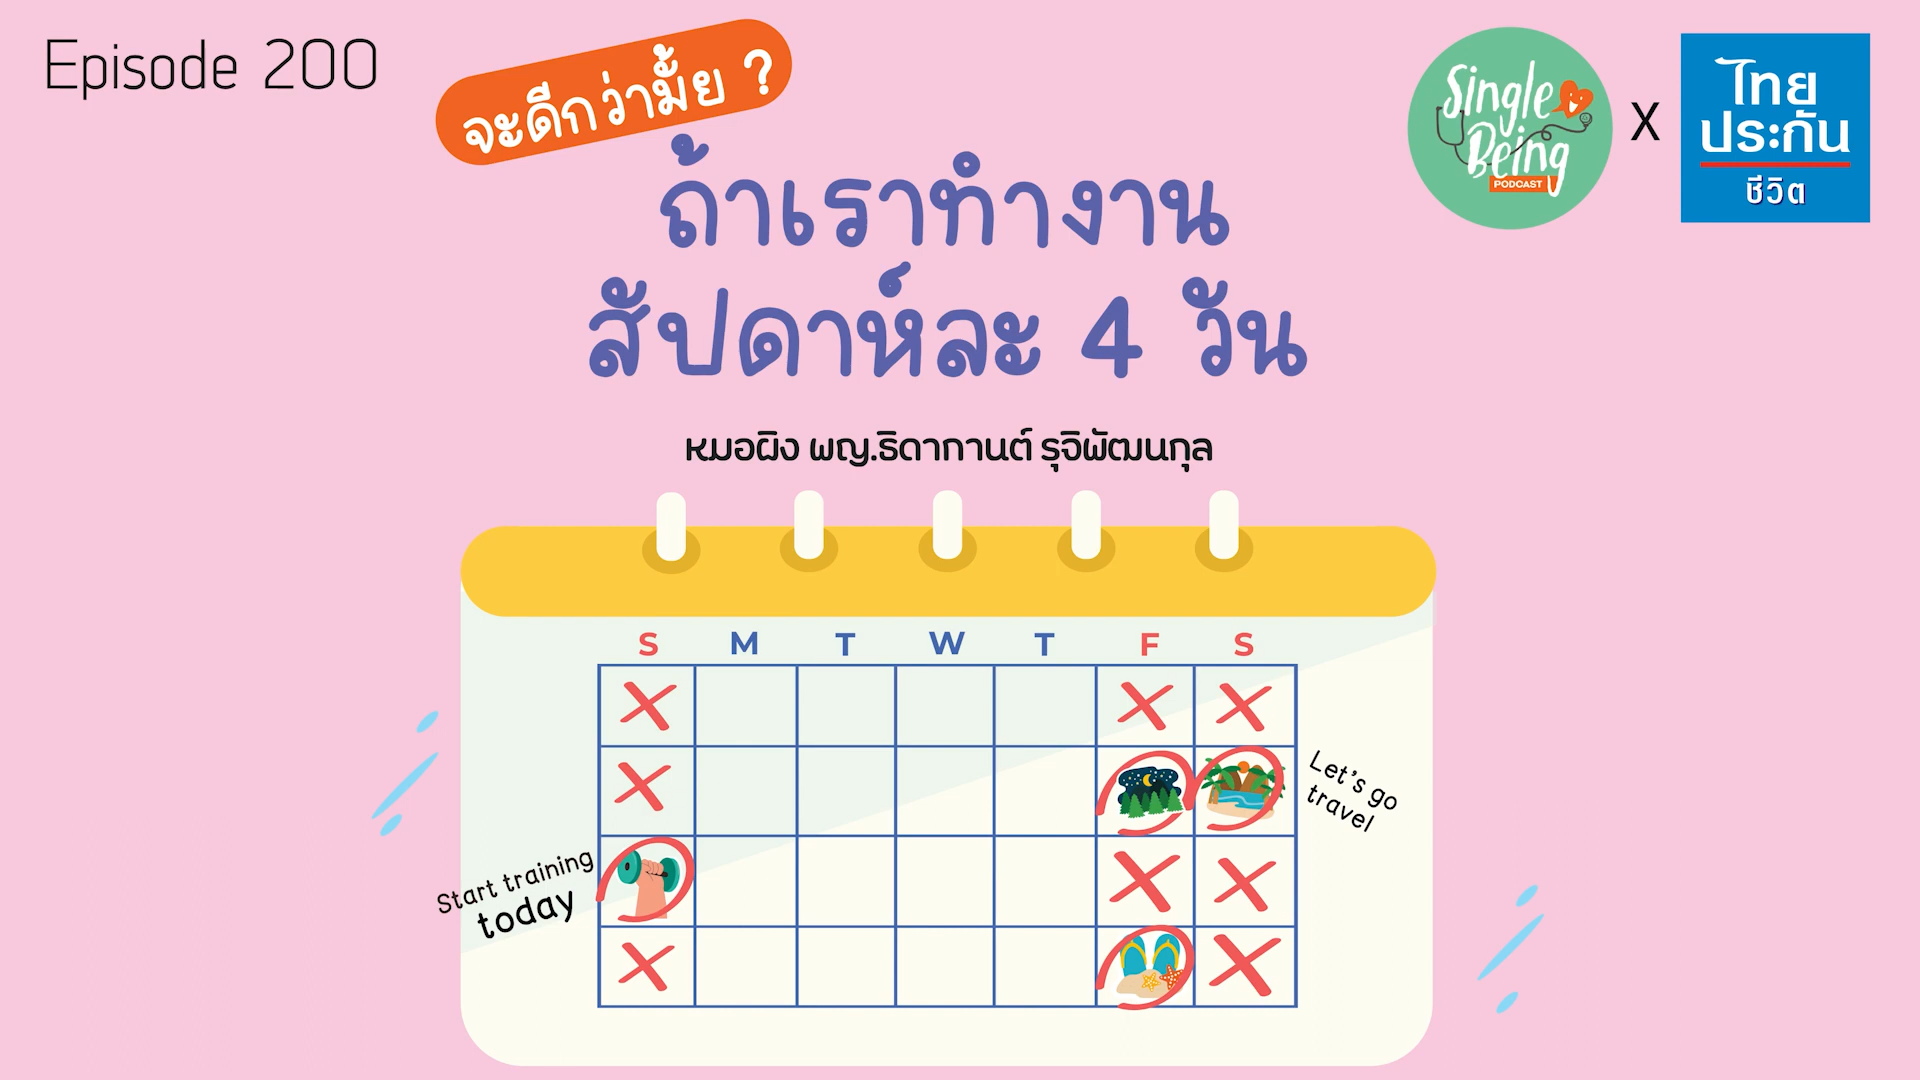 Episode 200
จะดีกว่ามั้ย ?
ถ้าเราทำงาน
สัปดาห์ละ 4 วัน
หมอผิง พญ.ธิดากานต์ รุจิพัฒนกุล
Single
Being
PODCAST
X
ไทย
ประกัน
ชีวิต
S M T W T F S
Let's go
travel
Start training
today